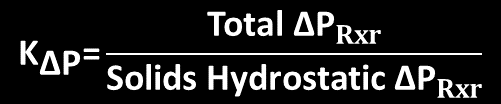 K_ΔP = Total ΔP_Rxr / Solids Hydrostatic ΔP_Rxr